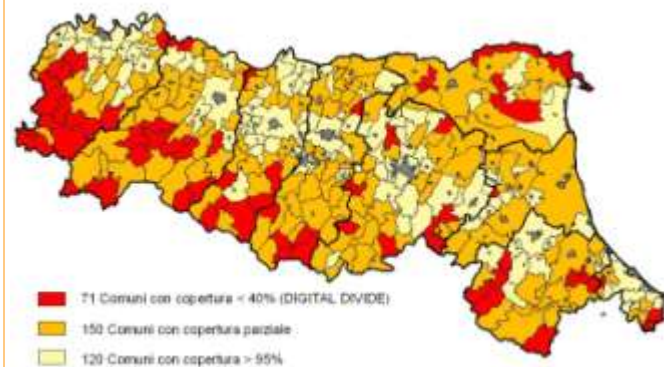 71 Comuni con copertura < 40% (DIGITAL DIVIDE)
150 Comuni con copertura parziale
120 Comuni con copertura > 95%